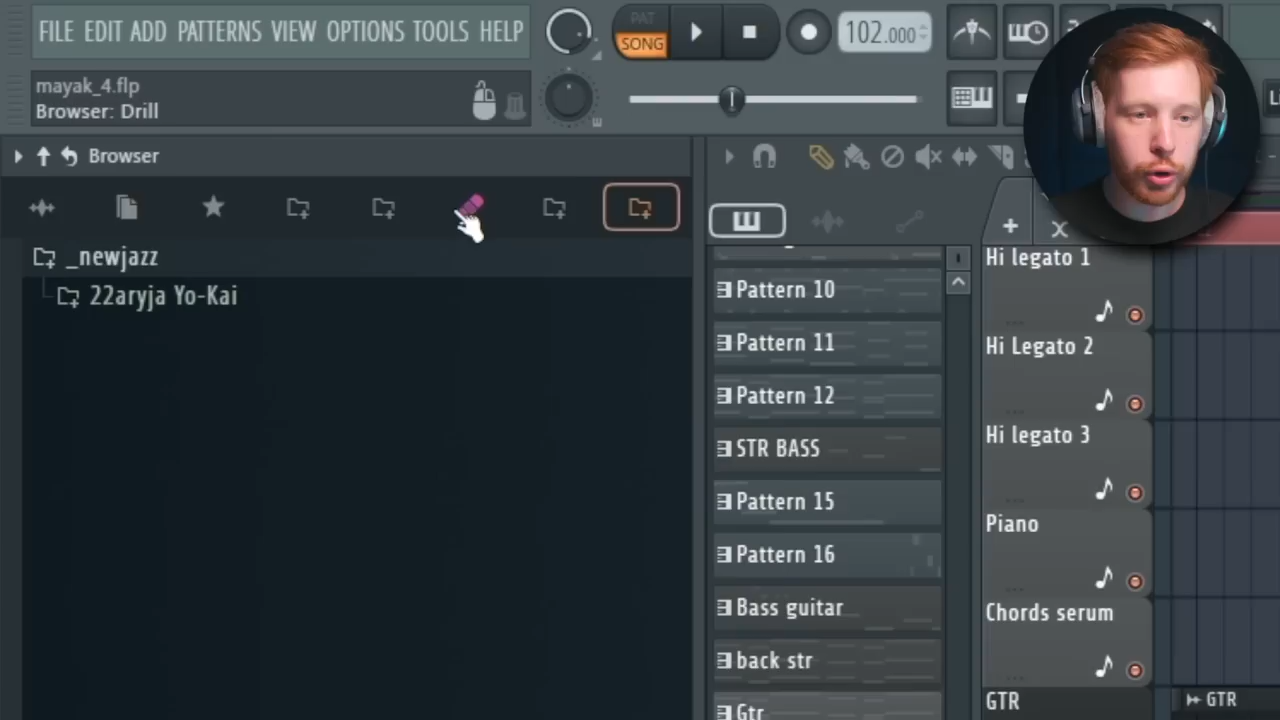 FILE EDIT ADD PATTERNS VIEW OPTIONS TOOLS HELP
PAT
SONG
102.000
mayak_4.flp
Browser: Drill
Browser
_newjazz
22aryja Yo-Kai
Pattern 10
Pattern 11
Pattern 12
STR BASS
Pattern 15
Pattern 16
Bass guitar
back str
Gtr
Hi legato 1
Hi Legato 2
Hi legato 3
Piano
Chords serum
GTR
GTR